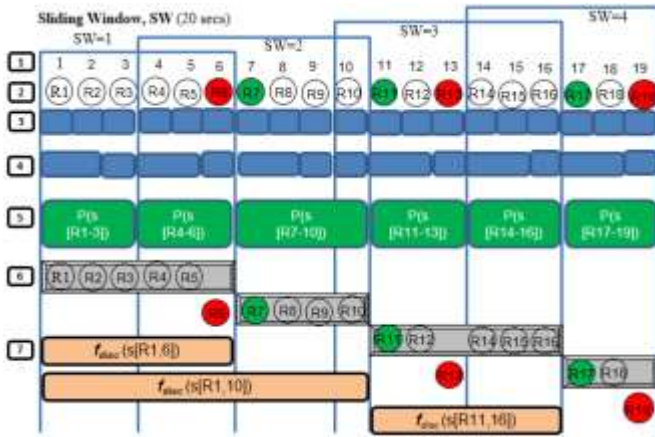 Sliding Window, SW (20 secs)
SW=1
SW=2
SW=3
SW=4
1 1 2 3 4 5 6 7 8 9 10 11 12 13 14 15 16 17 18 19
2 R1 R2 R3 R4 R5 R6 R7 R8 R9 R10 R11 R12 R13 R14 R15 R16 R17 R18 R19
3
4
5 P(s P(s P(s P(s P(s P(s
[R1-3]) [R4-6]) [R7-10]) [R11-13]) [R14-16]) [R17-19])
6 R1 R2 R3 R4 R5
R6 R7 R8 R9 R10
R11 R12 R14 R15 R16
7
(s[R1,6])
R13 R17 R18
(s[R1,10])
R19
(s[R11,16])